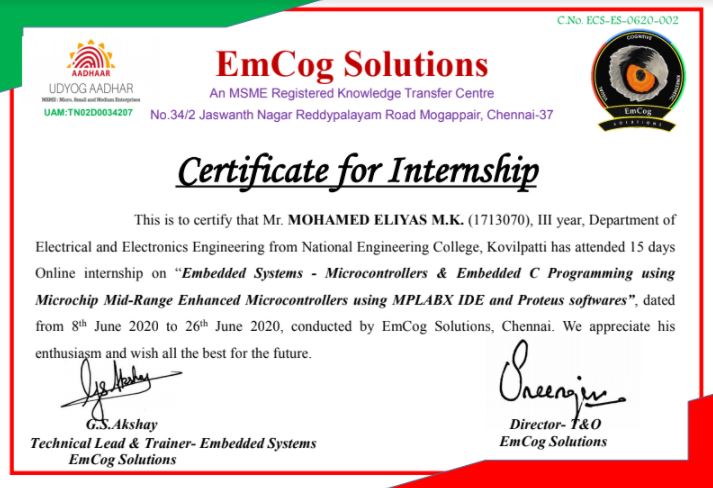 C.No. ECS-ES-0620-002
AADHAAR
UDYOG AADHAR
MSME : Micro, Small and Medium Enterprises
UAM:TN02D0034207
EmCog Solutions
An MSME Registered Knowledge Transfer Centre
No.34/2 Jaswanth Nagar Reddypalayam Road Mogappair, Chennai-37
COGNITIVE
EmCog
SOLUTIONS
Certificate for Internship
This is to certify that Mr. MOHAMED ELIYAS M.K. (1713070), III year, Department of
Electrical and Electronics Engineering from National Engineering College, Kovilpatti has attended 15 days
Online internship on “Embedded Systems - Microcontrollers & Embedded C Programming using
Microchip Mid-Range Enhanced Microcontrollers using MPLABX IDE and Proteus softwares”, dated
from 8th June 2020 to 26th June 2020, conducted by EmCog Solutions, Chennai. We appreciate his
enthusiasm and wish all the best for the future.
G.S.Akshay
G.S.Akshay
Technical Lead & Trainer- Embedded Systems
EmCog Solutions
Director- T&O
EmCog Solutions